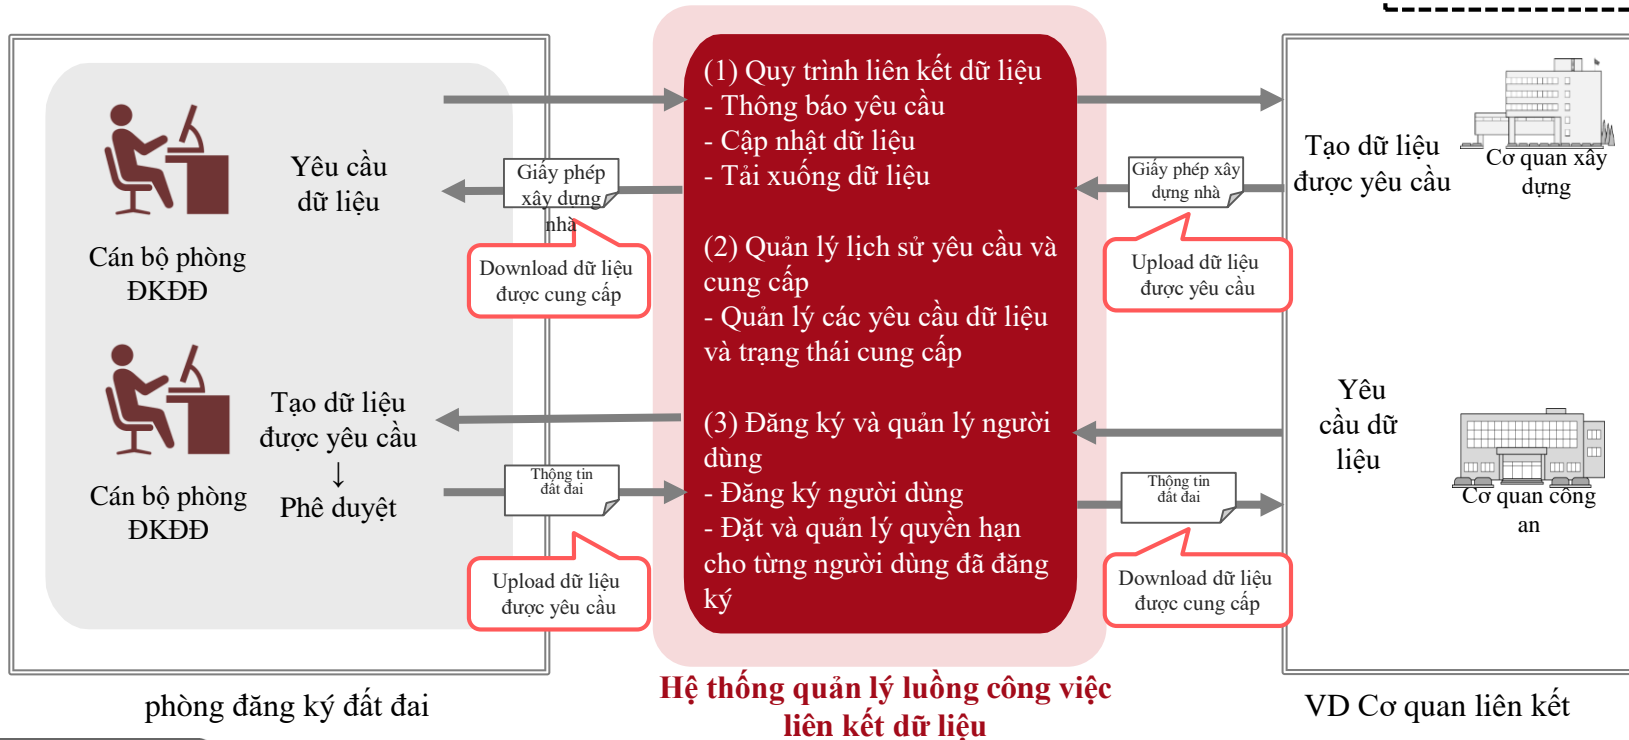 Yêu cầu
dữ liệu
Cán bộ phòng
ĐKĐĐ
Giấy phép
xây dựng
nhà
Download dữ liệu
được cung cấp
Tạo dữ liệu
được yêu cầu
↓
Phê duyệt
Cán bộ phòng
ĐKĐĐ
Thông tin
đất đai
Upload dữ liệu
được yêu cầu
phòng đăng ký đất đai
(1) Quy trình liên kết dữ liệu
- Thông báo yêu cầu
- Cập nhật dữ liệu
- Tải xuống dữ liệu
(2) Quản lý lịch sử yêu cầu và
cung cấp
- Quản lý các yêu cầu dữ liệu
và trạng thái cung cấp
(3) Đăng ký và quản lý người
dùng
- Đăng ký người dùng
- Đặt và quản lý quyền hạn
cho từng người dùng đã đăng
ký
Hệ thống quản lý luồng công việc
liên kết dữ liệu
Giấy phép xây
dựng nhà
Upload dữ liệu
được yêu cầu
Tạo dữ liệu
được yêu cầu
Cơ quan xây
dựng
Yêu
cầu dữ
liệu
Cơ quan công
an
Thông tin
đất đai
Download dữ liệu
được cung cấp
VD Cơ quan liên kết